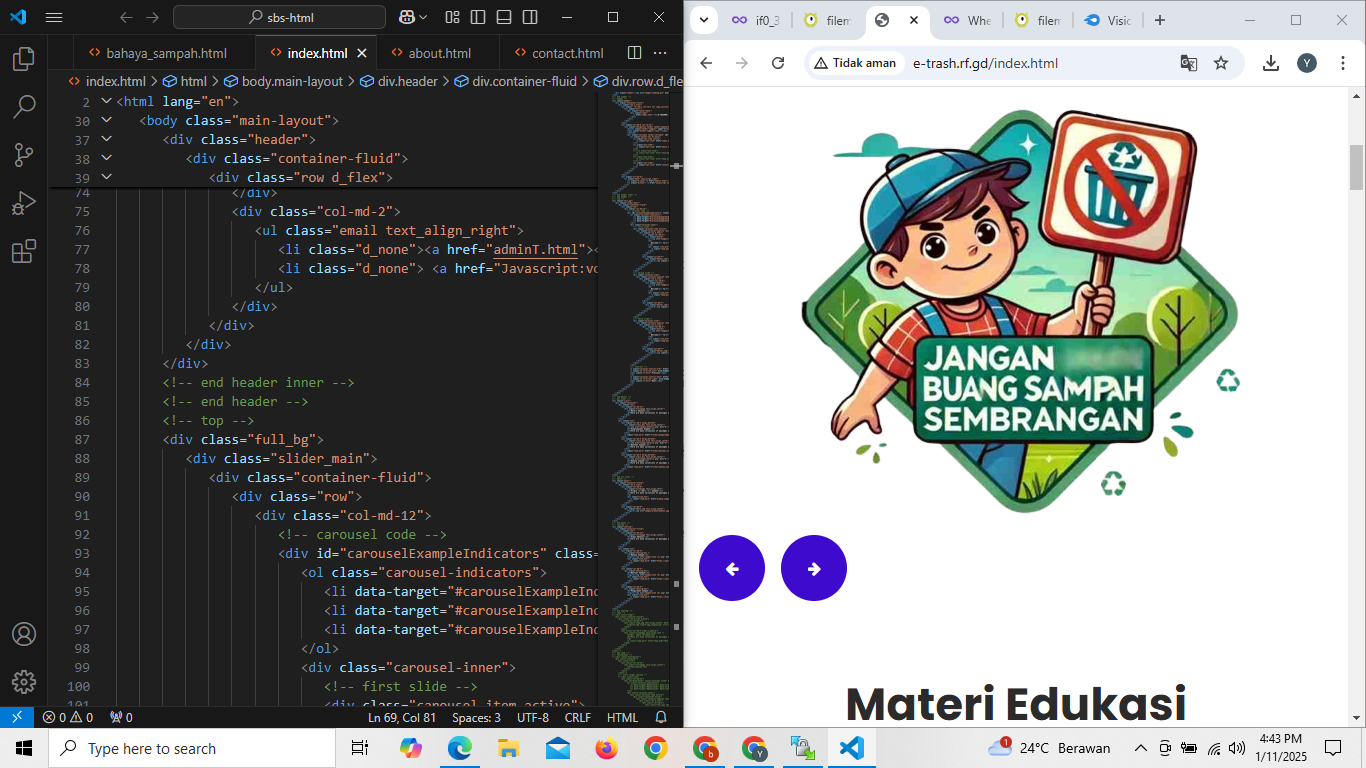 sbs-html
if0_3
filem
Whe
filem
Visio
bahaya_sampah.html
index.html
about.html
contact.html
Tidak aman
e-trash.rf.gd/index.html
Y
index.html > html > body.main-layout > div.header > div.container-fluid > div.row.d_fle
2 <html lang="en">
30 <body class="main-layout">
37 <div class="header">
38 <div class="container-fluid">
39 <div class="row d_flex">
74 </div>
75 <div class="col-md-2">
76 <ul class="email text_align_right">
77 <li class="d_none"><a href="adminT.html"><
78 <li class="d_none"> <a href="Javascript:vo
79 </ul>
80 </div>
81 </div>
82 </div>
83 </div>
84 <!-- end header inner -->
85 <!-- end header -->
86 <!-- top -->
87 <div class="full_bg">
88 <div class="slider_main">
89 <div class="container-fluid">
90 <div class="row">
91 <div class="col-md-12">
92 <!-- carousel code -->
93 <div id="carouselExampleIndicators" class=
94 <ol class="carousel-indicators">
95 <li data-target="#carouselExampleInd
96 <li data-target="#carouselExampleInd
97 <li data-target="#carouselExampleInd
98 </ol>
99 <div class="carousel-inner">
100 <!-- first slide -->
101 <div class="carousel-item active">
JANGAN
BUANG SAMPAH
SEMBRANGAN
Materi Edukasi
0 0 0
Ln 69, Col 81
Spaces: 3
UTF-8
CRLF
HTML
Type here to search
b
Y
1
24°C Berawan
4:43 PM
1/11/2025